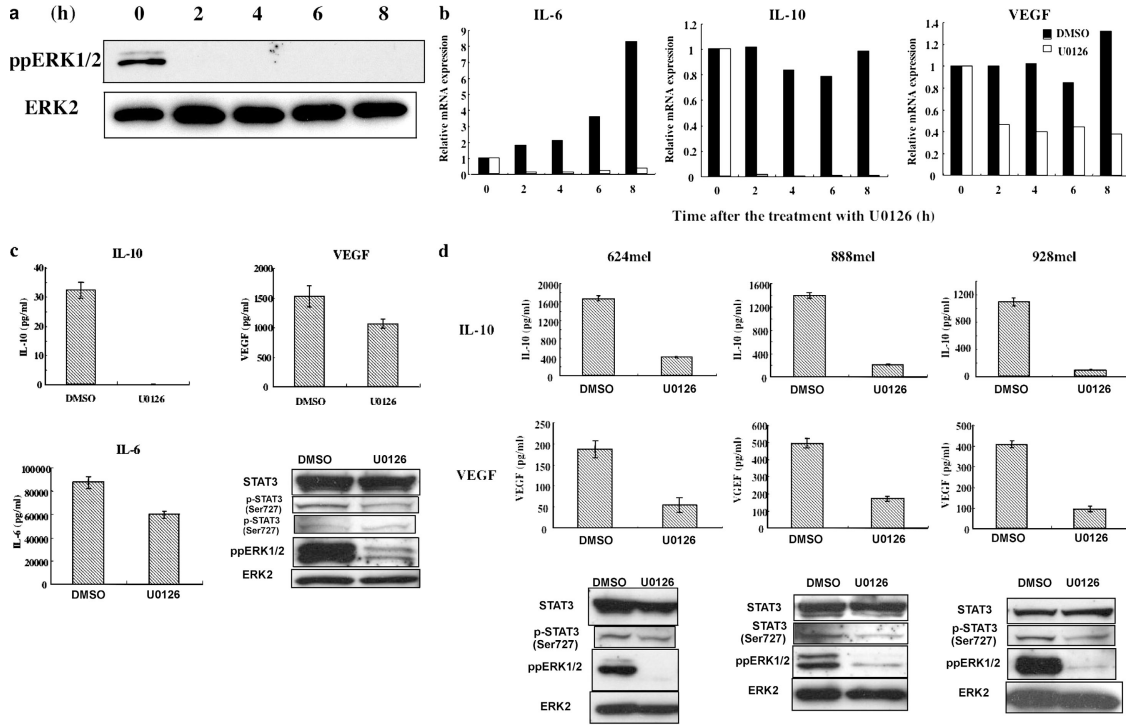 a (h) 0 2 4 6 8
ppERK1/2
ERK2
b
IL-6 IL-10 VEGF
DMSO
U0126
Relative mRNA expression
9
8
7
6
5
4
3
2
1
0
0 2 4 6 8
Relative mRNA expression
1.2
1
0.8
0.6
0.4
0.2
0
0 2 4 6 8
Relative mRNA expression
1.4
1.2
1
0.8
0.6
0.4
0.2
0
0 2 4 6 8
Time after the treatment with U0126 (h)
c
IL-10
IL-10 (pg/ml)
40
30
20
10
0
DMSO U0126
VEGF
VEGF (pg/ml)
2000
1500
1000
500
0
DMSO U0126
IL-6
IL-6 (pg/ml)
100000
80000
60000
40000
20000
0
DMSO U0126
DMSO U0126
STAT3
p-STAT3
(Ser727)
p-STAT3
(Ser727)
ppERK1/2
ERK2
d
624mel 888mel 928mel
IL-10
IL-10 (pg/ml)
2000
1600
1200
800
400
0
DMSO U0126
IL-10 (pg/ml)
1600
1400
1200
1000
800
600
400
200
0
DMSO U0126
IL-10 (pg/ml)
1200
1000
800
600
400
200
0
DMSO U0126
VEGF
VEGF (pg/ml)
250
200
150
100
50
0
DMSO U0126
VGEF (pg/ml)
600
500
400
300
200
100
0
DMSO U0126
VEGF (pg/ml)
500
400
300
200
100
0
DMSO U0126
DMSO U0126
STAT3
p-STAT3
(Ser727)
ppERK1/2
ERK2
DMSO U0126
STAT3
STAT3
(Ser727)
ppERK1/2
ERK2
DMSO U0126
STAT3
p-STAT3
(Ser727)
ppERK1/2
ERK2